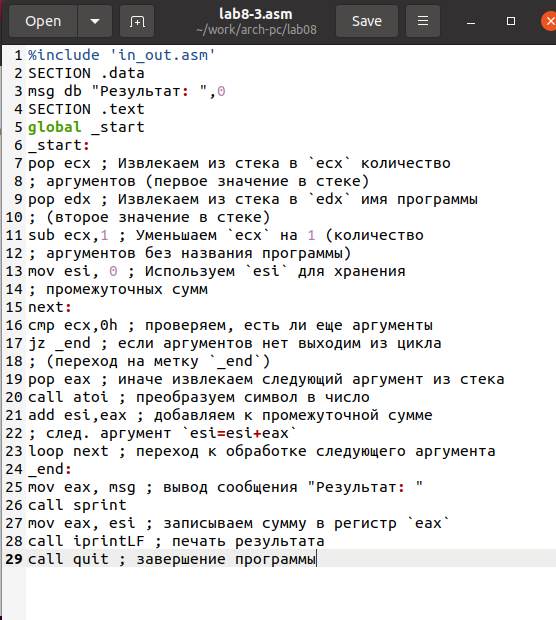 Open
lab8-3.asm
~/work/arch-pc/lab08
Save
1 %include 'in_out.asm'
2 SECTION .data
3 msg db "Результат: ",0
4 SECTION .text
5 global _start
6 _start:
7 pop ecx ; Извлекаем из стека в `ecx` количество
8 ; аргументов (первое значение в стеке)
9 pop edx ; Извлекаем из стека в `edx` имя программы
10 ; (второе значение в стеке)
11 sub ecx,1 ; Уменьшаем `ecx` на 1 (количество
12 ; аргументов без названия программы)
13 mov esi, 0 ; Используем `esi` для хранения
14 ; промежуточных сумм
15 next:
16 cmp ecx,0h ; проверяем, есть ли еще аргументы
17 jz _end ; если аргументов нет выходим из цикла
18 ; (переход на метку `_end`)
19 pop eax ; иначе извлекаем следующий аргумент из стека
20 call atoi ; преобразуем символ в число
21 add esi,eax ; добавляем к промежуточной сумме
22 ; след. аргумент `esi=esi+eax`
23 loop next ; переход к обработке следующего аргумента
24 _end:
25 mov eax, msg ; вывод сообщения "Результат: "
26 call sprint
27 mov eax, esi ; записываем сумму в регистр `eax`
28 call iprintLF ; печать результата
29 call quit ; завершение программы